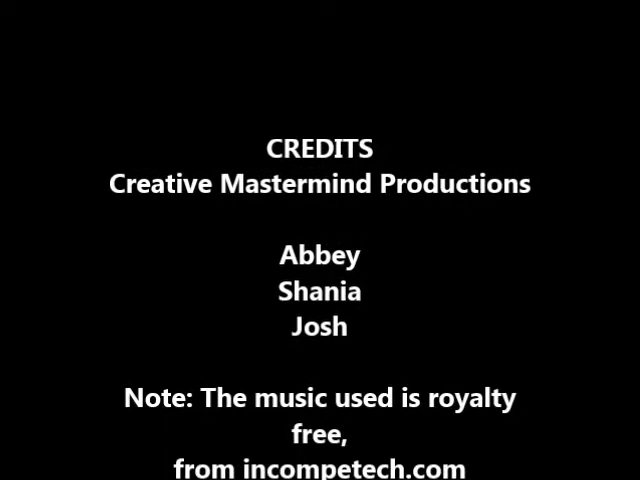 CREDITS
Creative Mastermind Productions
Abbey
Shania
Josh
Note: The music used is royalty
free,
from incompetech.com